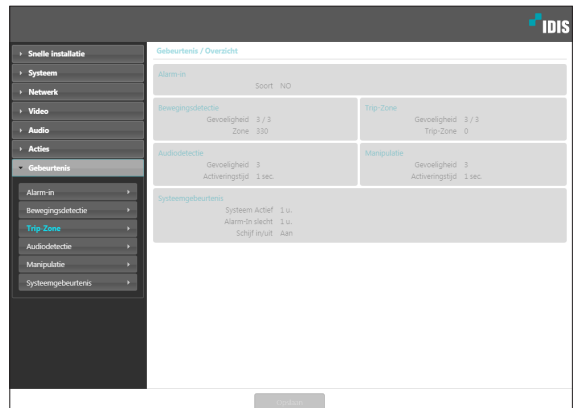 IDIS
Snelle installatie
Systeem
Netwerk
Video
Audio
Acties
Gebeurtenis
Alarm-in
Bewegingsdetectie
Trip-Zone
Audiodetectie
Manipulatie
Systeemgebeurtenis
Gebeurtenis / Overzicht
Alarm-in
Soort NO
Bewegingsdetectie
Gevoeligheid 3 / 3
Zone 330
Trip-Zone
Gevoeligheid 3 / 3
Trip-Zone 0
Audiodetectie
Gevoeligheid 3
Activeringstijd 1 sec.
Manipulatie
Gevoeligheid 3
Activeringstijd 1 sec.
Systeemgebeurtenis
Systeem Actief 1 u.
Alarm-In slecht 1 u.
Schijf in/uit Aan